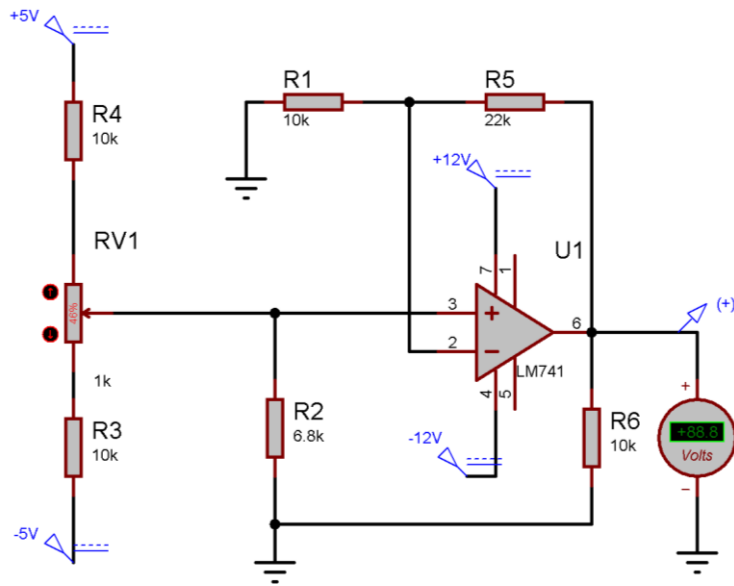 +5V
R4
10k
RV1
46%
1k
R3
10k
-5V
R1
10k
R5
22k
+12V
U1
7
1
3
2
6
4
5
LM741
-12V
R2
6.8k
R6
10k
(+)
+
+88.8
Volts
−